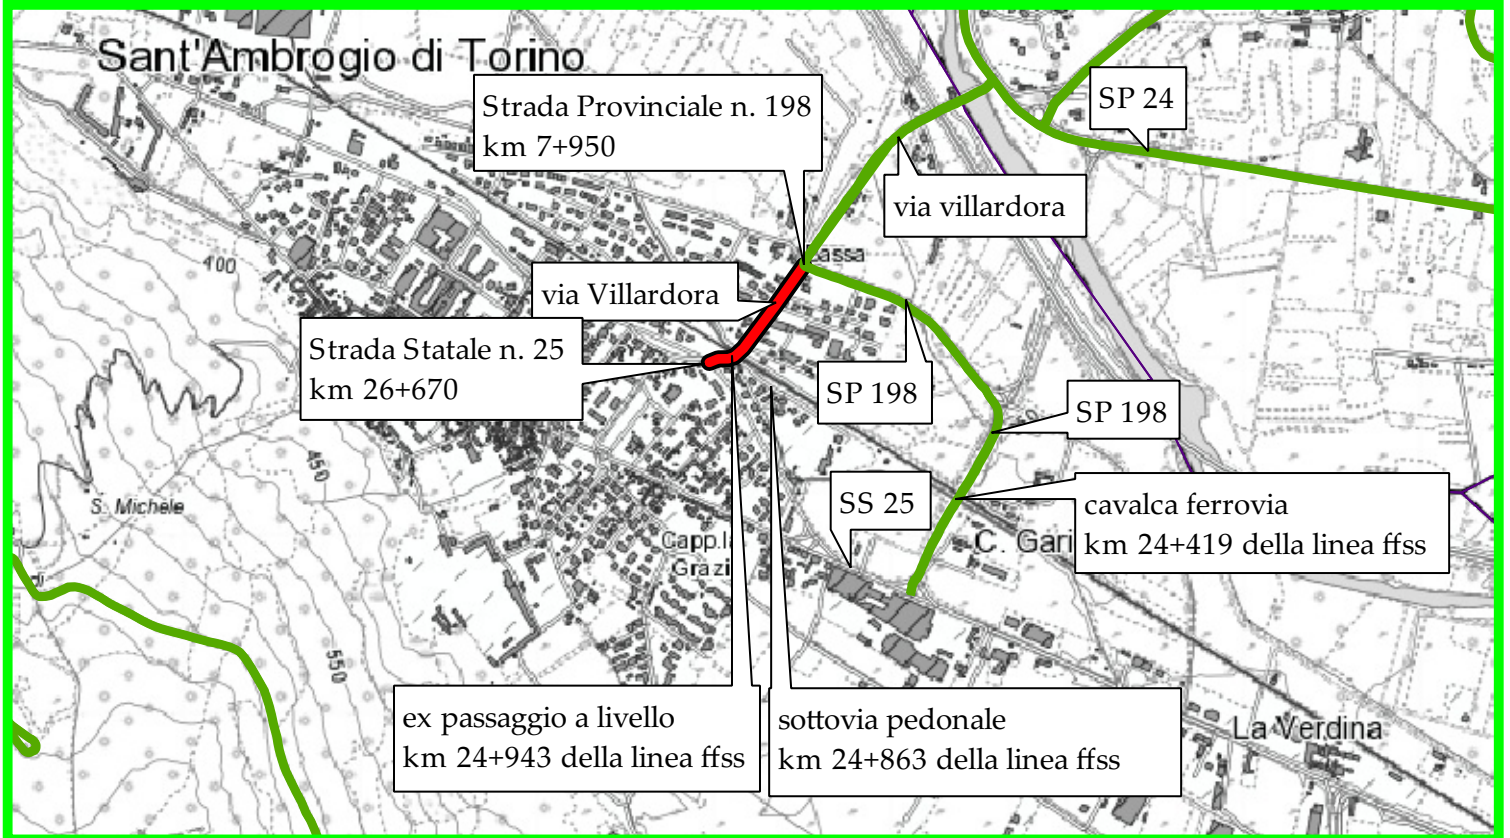 Sant'Ambrogio di Torino
Strada Provinciale n. 198
km 7+950
SP 24
via villardora
400
via Villardora
Strada Statale n. 25
km 26+670
SP 198
SP 198
450
S. Michele
SS 25
cavalca ferrovia
km 24+419 della linea ffss
C. Gari
Capp.la
Grazi
di
550
ex passaggio a livello
km 24+943 della linea ffss
sottovia pedonale
km 24+863 della linea ffss
La Verdina